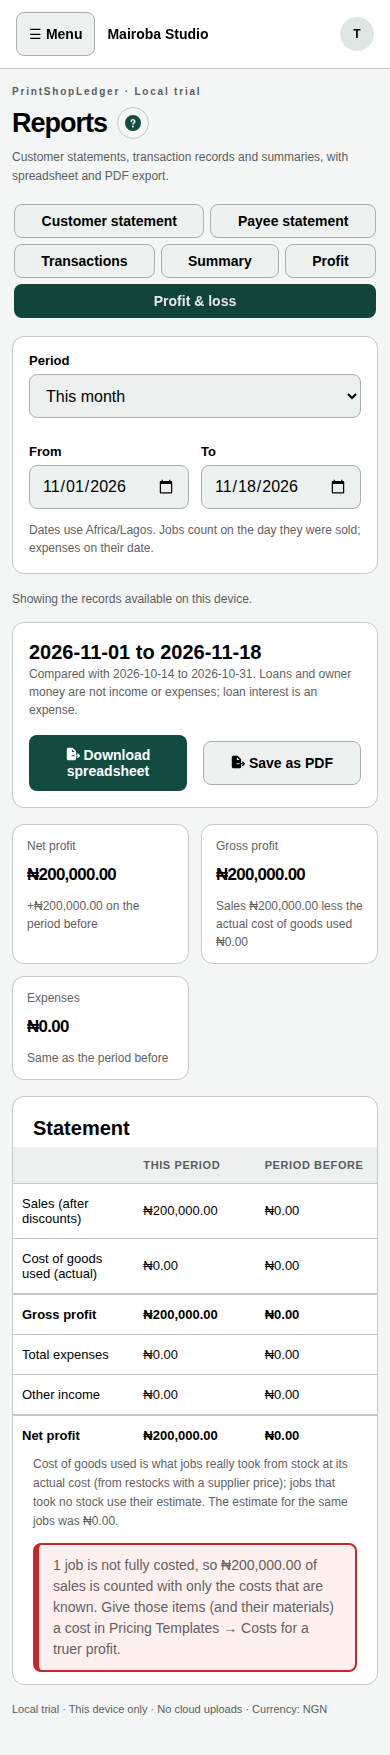 ☰ Menu
Mairoba Studio
T
PrintShopLedger · Local trial
Reports
?
Customer statements, transaction records and summaries, with
spreadsheet and PDF export.
Customer statement
Payee statement
Transactions
Summary
Profit
Profit & loss
Period
This month
From
To
11/01/2026
11/18/2026
Dates use Africa/Lagos. Jobs count on the day they were sold;
expenses on their date.
Showing the records available on this device.
2026-11-01 to 2026-11-18
Compared with 2026-10-14 to 2026-10-31. Loans and owner
money are not income or expenses; loan interest is an
expense.
Download
spreadsheet
Save as PDF
Net profit
₦200,000.00
+₦200,000.00 on the
period before
Gross profit
₦200,000.00
Sales ₦200,000.00 less the
actual cost of goods used
₦0.00
Expenses
₦0.00
Same as the period before
Statement
THIS PERIOD PERIOD BEFORE
Sales (after
discounts)
₦200,000.00 ₦0.00
Cost of goods
used (actual)
₦0.00 ₦0.00
Gross profit ₦200,000.00 ₦0.00
Total expenses ₦0.00 ₦0.00
Other income ₦0.00 ₦0.00
Net profit ₦200,000.00 ₦0.00
Cost of goods used is what jobs really took from stock at its
actual cost (from restocks with a supplier price); jobs that
took no stock use their estimate. The estimate for the same
jobs was ₦0.00.
1 job is not fully costed, so ₦200,000.00 of
sales is counted with only the costs that are
known. Give those items (and their materials)
a cost in Pricing Templates → Costs for a
truer profit.
Local trial · This device only · No cloud uploads · Currency: NGN